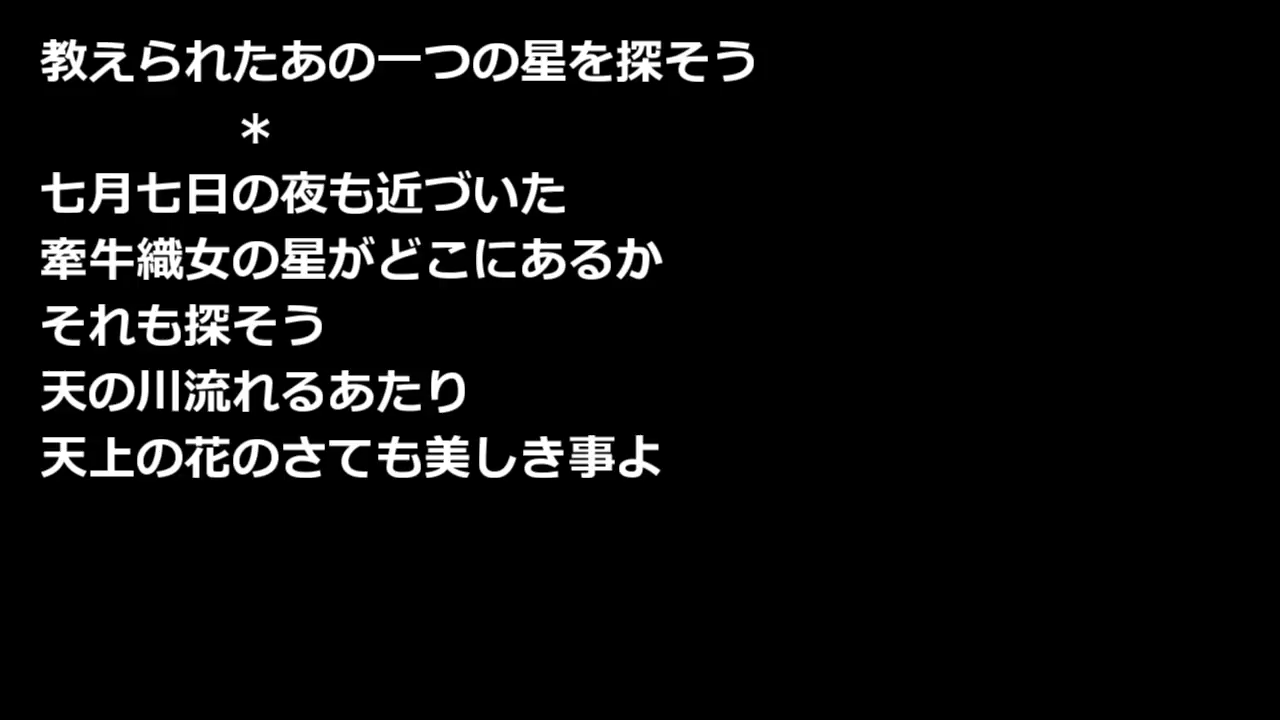 教えられたあの一つの星を探そう
＊
七月七日の夜も近づいた
牽牛織女の星がどこにあるか
それも探そう
天の川流れるあたり
天上の花のさても美しき事よ